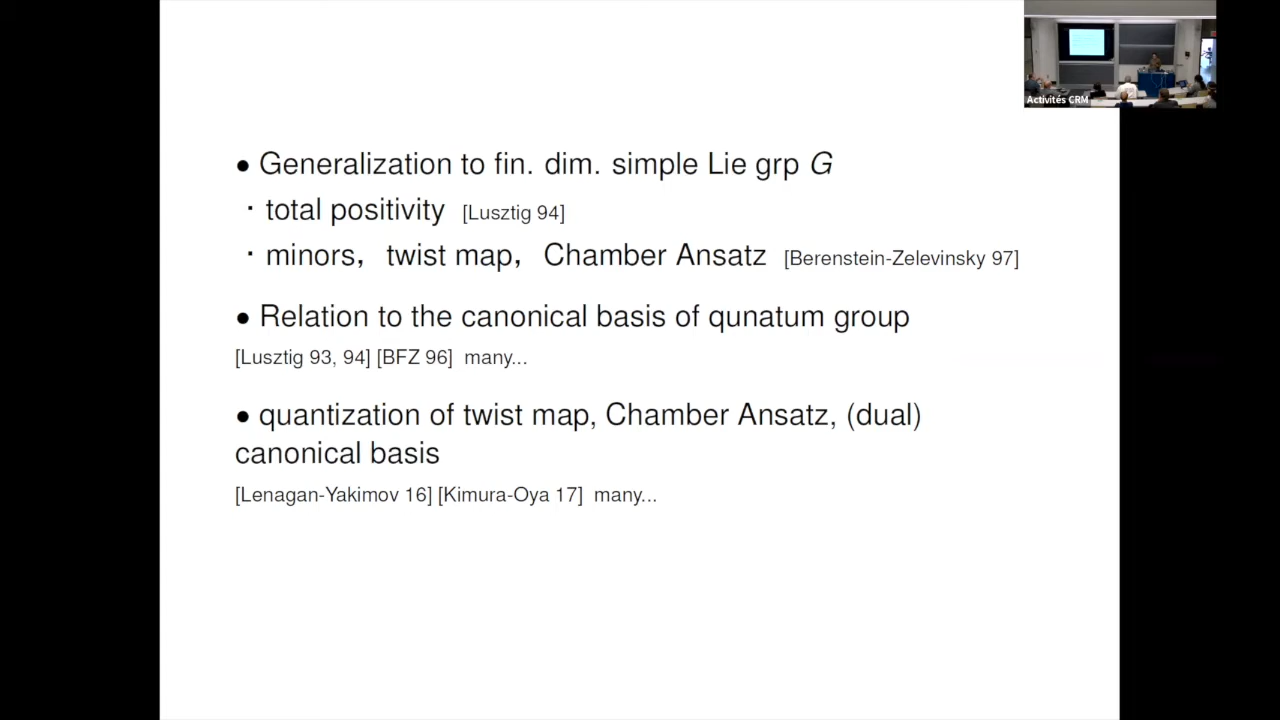 Activités CRM
• Generalization to fin. dim. simple Lie grp G
· total positivity [Lusztig 94]
· minors, twist map, Chamber Ansatz [Berenstein-Zelevinsky 97]
• Relation to the canonical basis of qunatum group
[Lusztig 93, 94] [BFZ 96] many...
• quantization of twist map, Chamber Ansatz, (dual)
canonical basis
[Lenagan-Yakimov 16] [Kimura-Oya 17] many...